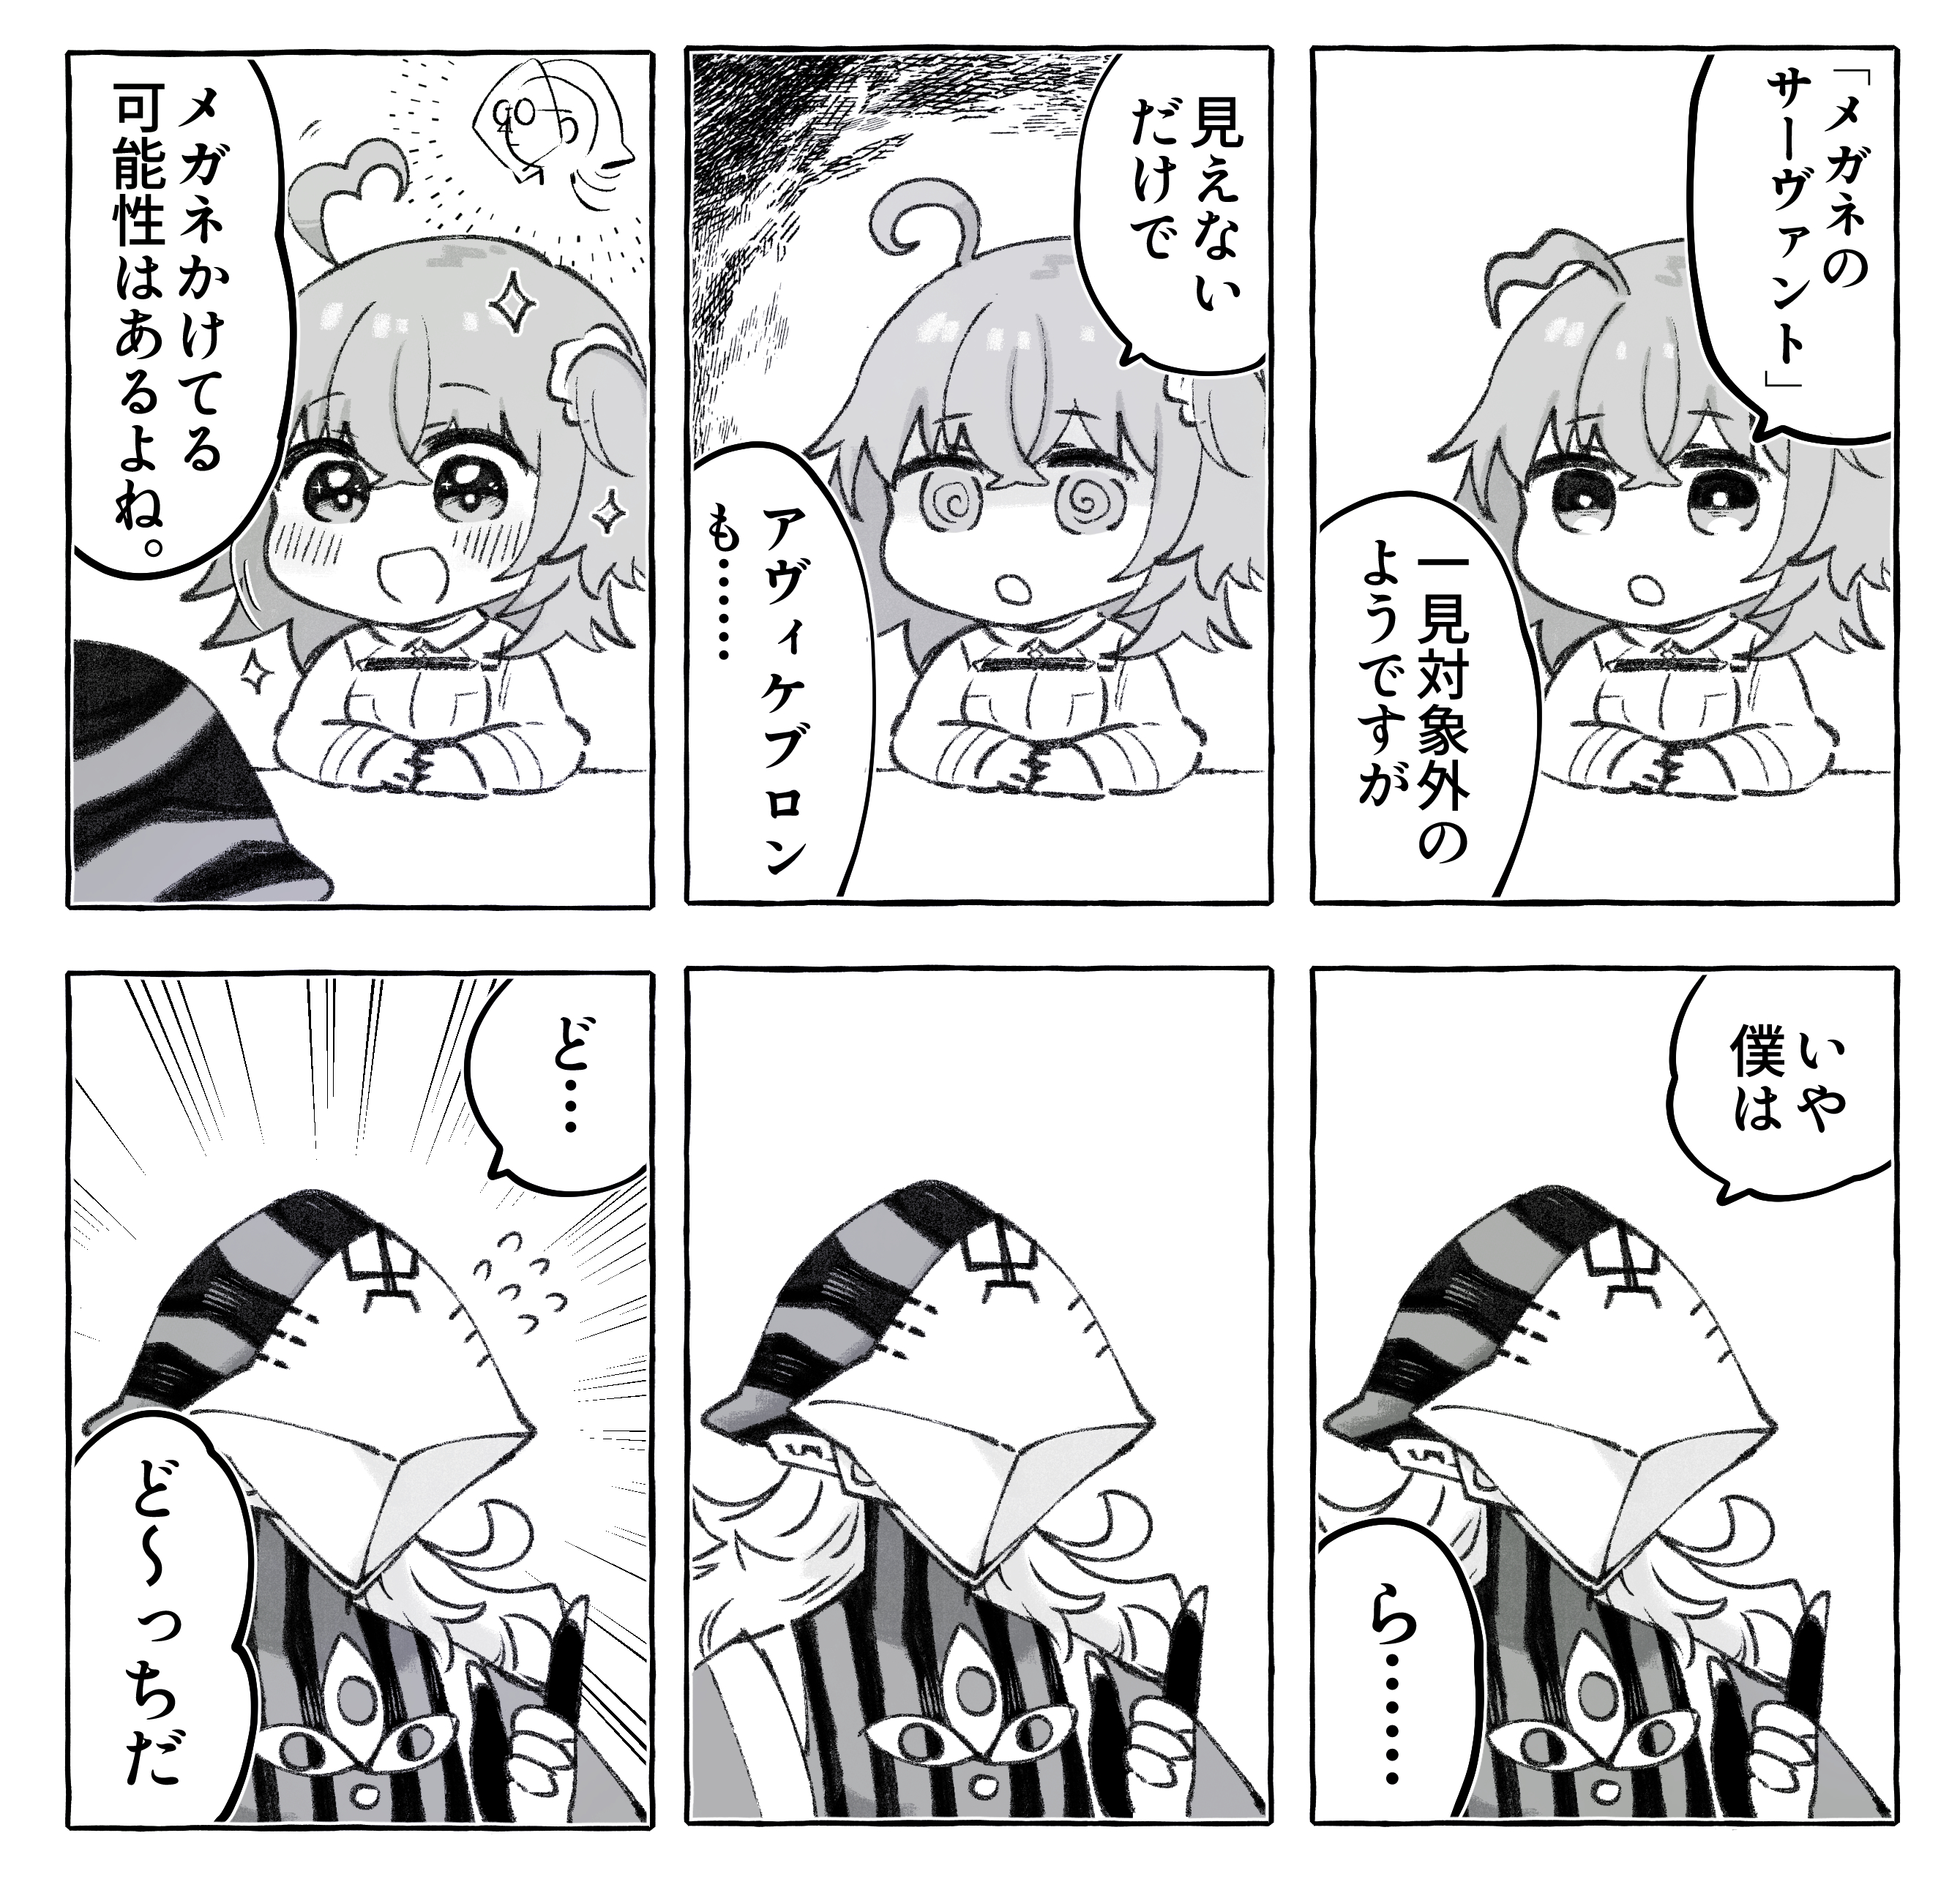 「メガネの
サーヴァント」
一見対象外の
ようですが
見えない
だけで
アヴィケブロン
も……
メガネかけてる
可能性はあるよね。
いや
僕は
ら……
ど…
ど～っちだ